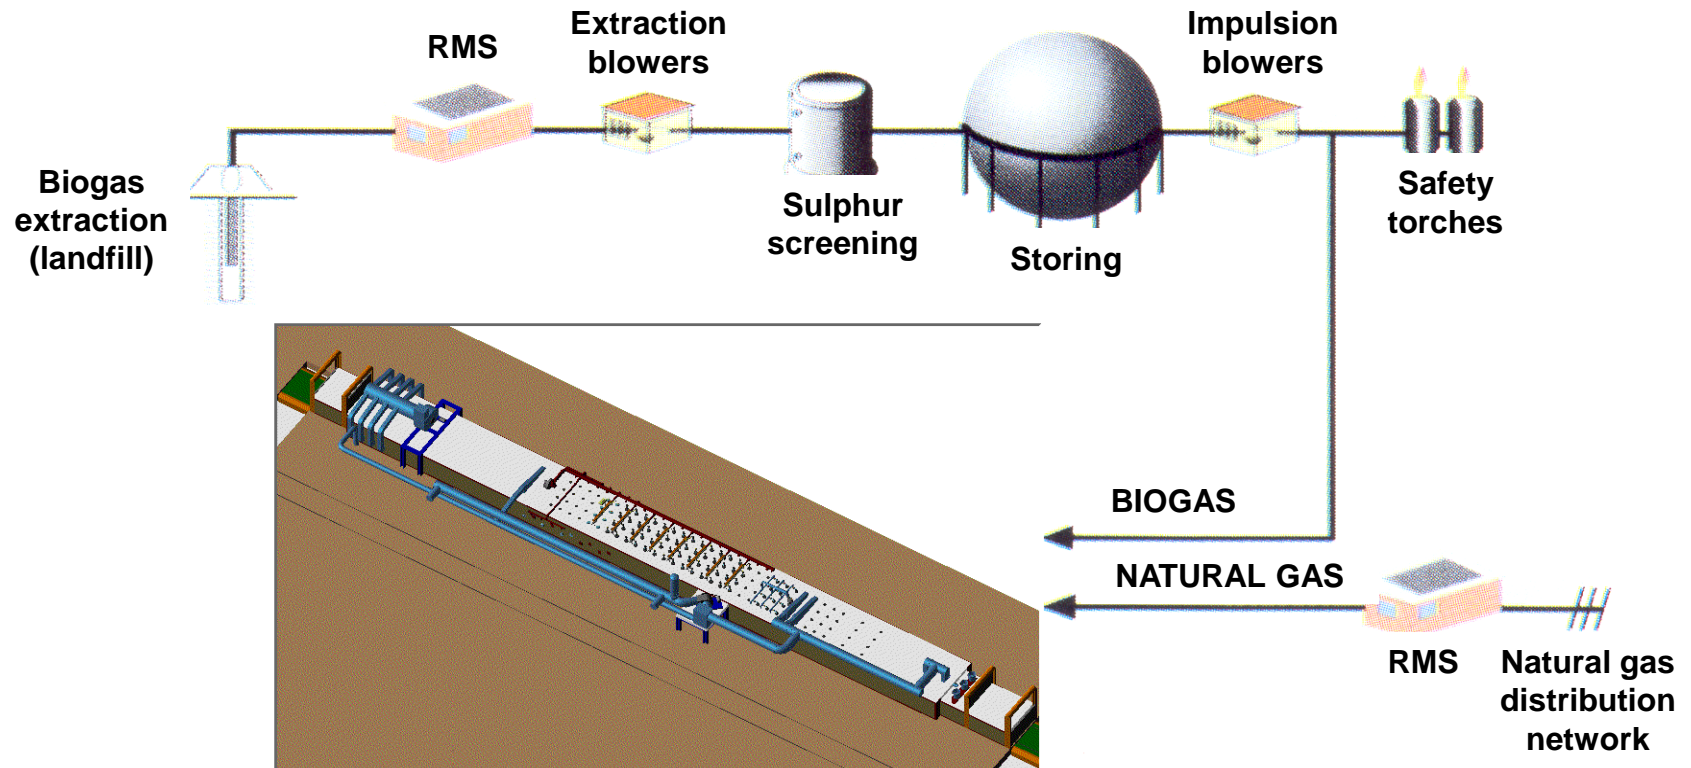 RMS
Extraction
blowers
Impulsion
blowers
Biogas
extraction
(landfill)
Sulphur
screening
Storing
Safety
torches
BIOGAS
NATURAL GAS
RMS
Natural gas
distribution
network